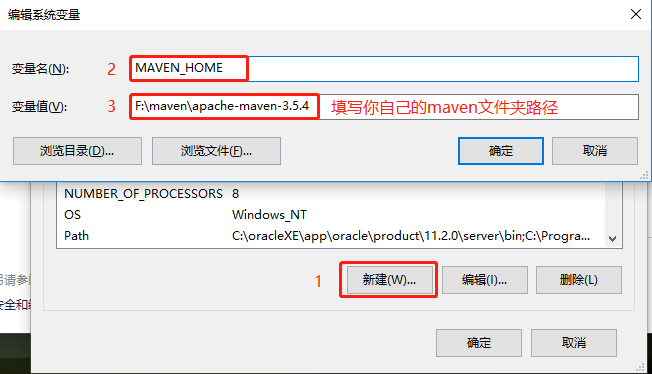 编辑系统变量
变量名(N): 2 MAVEN_HOME
变量值(V): 3 F:\maven\apache-maven-3.5.4 填写你自己的maven文件夹路径
浏览目录(D)... 浏览文件(F)... 确定 取消
NUMBER_OF_PROCESSORS 8
OS Windows_NT
Path C:\oracleXE\app\oracle\product\11.2.0\server\bin;C:\Progra...
1 新建(W)... 编辑(I)... 删除(L)
确定 取消